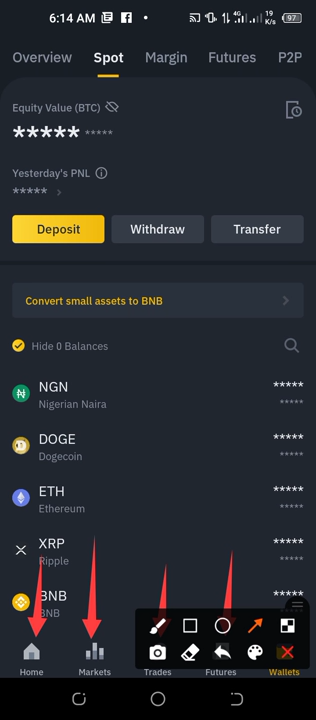 6:14 AM
4G
19
K/s
97
Overview Spot Margin Futures P2P
Equity Value (BTC)
***** *****
Yesterday's PNL
***** >
Deposit Withdraw Transfer
Convert small assets to BNB
Hide 0 Balances
NGN *****
Nigerian Naira *****
DOGE *****
Dogecoin *****
ETH *****
Ethereum *****
XRP *****
Ripple *****
BNB *****
BNB
Home Markets Trades Futures Wallets